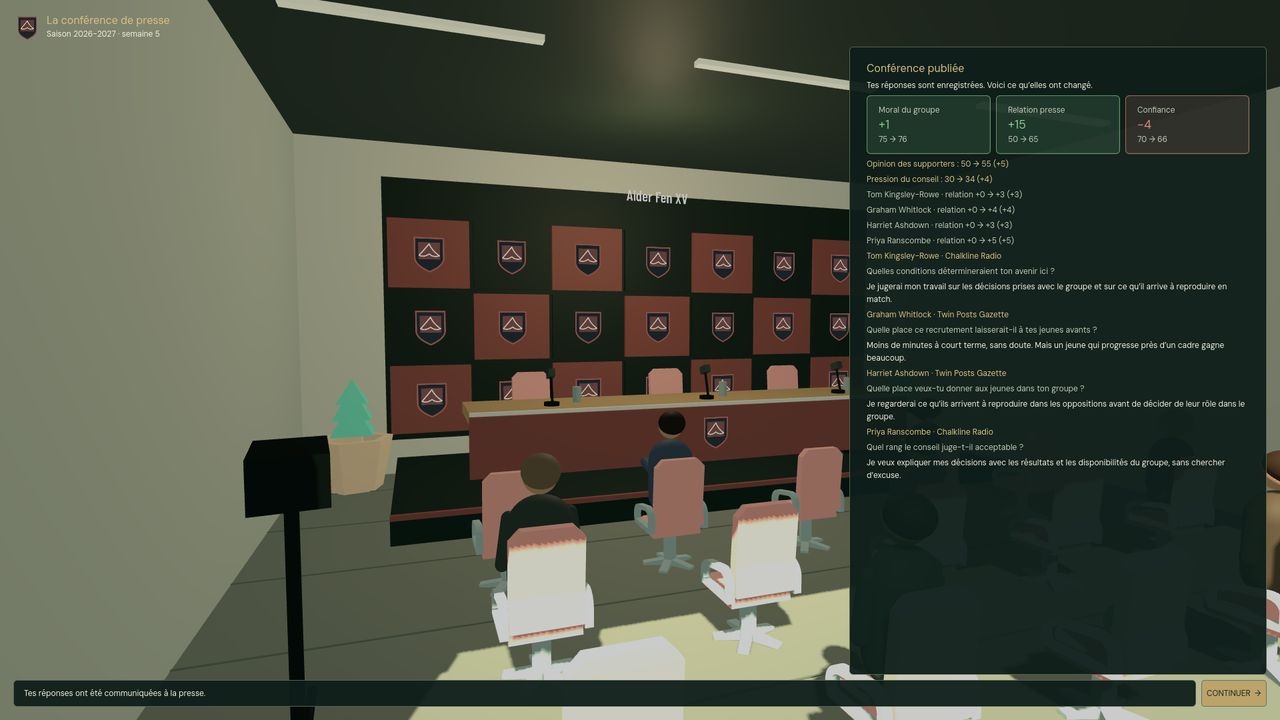 La conférence de presse
Saison 2026-2027 · semaine 5
Alder Fen XV
Conférence publiée
Tes réponses sont enregistrées. Voici ce qu'elles ont changé.
Moral du groupe
+1
75 → 76
Relation presse
+15
50 → 65
Confiance
-4
70 → 66
Opinion des supporters : 50 → 55 (+5)
Pression du conseil : 30 → 34 (+4)
Tom Kingsley-Rowe · relation +0 → +3 (+3)
Graham Whitlock · relation +0 → +4 (+4)
Harriet Ashdown · relation +0 → +3 (+3)
Priya Ranscombe · relation +0 → +5 (+5)
Tom Kingsley-Rowe · Chalkline Radio
Quelles conditions détermineraient ton avenir ici ?
Je jugerai mon travail sur les décisions prises avec le groupe et sur ce qu'il arrive à reproduire en
match.
Graham Whitlock · Twin Posts Gazette
Quelle place ce recrutement laisserait-il à tes jeunes avants ?
Moins de minutes à court terme, sans doute. Mais un jeune qui progresse près d'un cadre gagne
beaucoup.
Harriet Ashdown · Twin Posts Gazette
Quelle place veux-tu donner aux jeunes dans ton groupe ?
Je regarderai ce qu'ils arrivent à reproduire dans les oppositions avant de décider de leur rôle dans le
groupe.
Priya Ranscombe · Chalkline Radio
Quel rang le conseil juge-t-il acceptable ?
Je veux expliquer mes décisions avec les résultats et les disponibilités du groupe, sans chercher
d'excuse.
Tes réponses ont été communiquées à la presse.
CONTINUER →